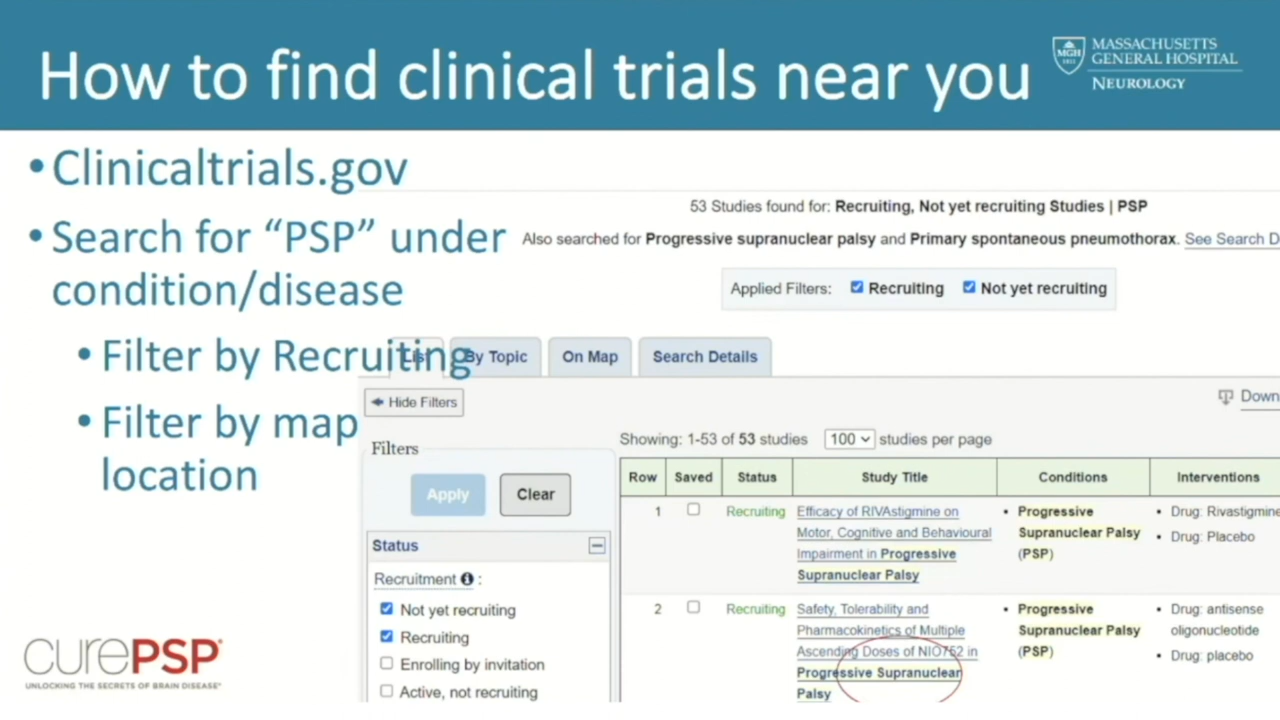 How to find clinical trials near you
MGH
1811
MASSACHUSETTS
GENERAL HOSPITAL
NEUROLOGY
•Clinicaltrials.gov
•Search for “PSP” under
condition/disease
•Filter by Recruiting
•Filter by map
location
53 Studies found for: Recruiting, Not yet recruiting Studies | PSP
Also searched for Progressive supranuclear palsy and Primary spontaneous pneumothorax. See Search D
Applied Filters: Recruiting Not yet recruiting
List By Topic On Map Search Details
Hide Filters
Down
Showing: 1-53 of 53 studies 100 studies per page
Filters
Apply Clear
Status
Recruitment :
Not yet recruiting
Recruiting
Enrolling by invitation
Active, not recruiting
Row Saved Status Study Title Conditions Interventions
1 Recruiting Efficacy of RIVAstigmine on • Progressive • Drug: Rivastigmine
Motor, Cognitive and Behavioural Supranuclear Palsy • Drug: Placebo
Impairment in Progressive (PSP)
Supranuclear Palsy
2 Recruiting Safety, Tolerability and • Progressive • Drug: antisense
Pharmacokinetics of Multiple Supranuclear Palsy oligonucleotide
Ascending Doses of NIO752 in (PSP) • Drug: placebo
Progressive Supranuclear
Palsy
curePSP
UNLOCKING THE SECRETS OF BRAIN DISEASE